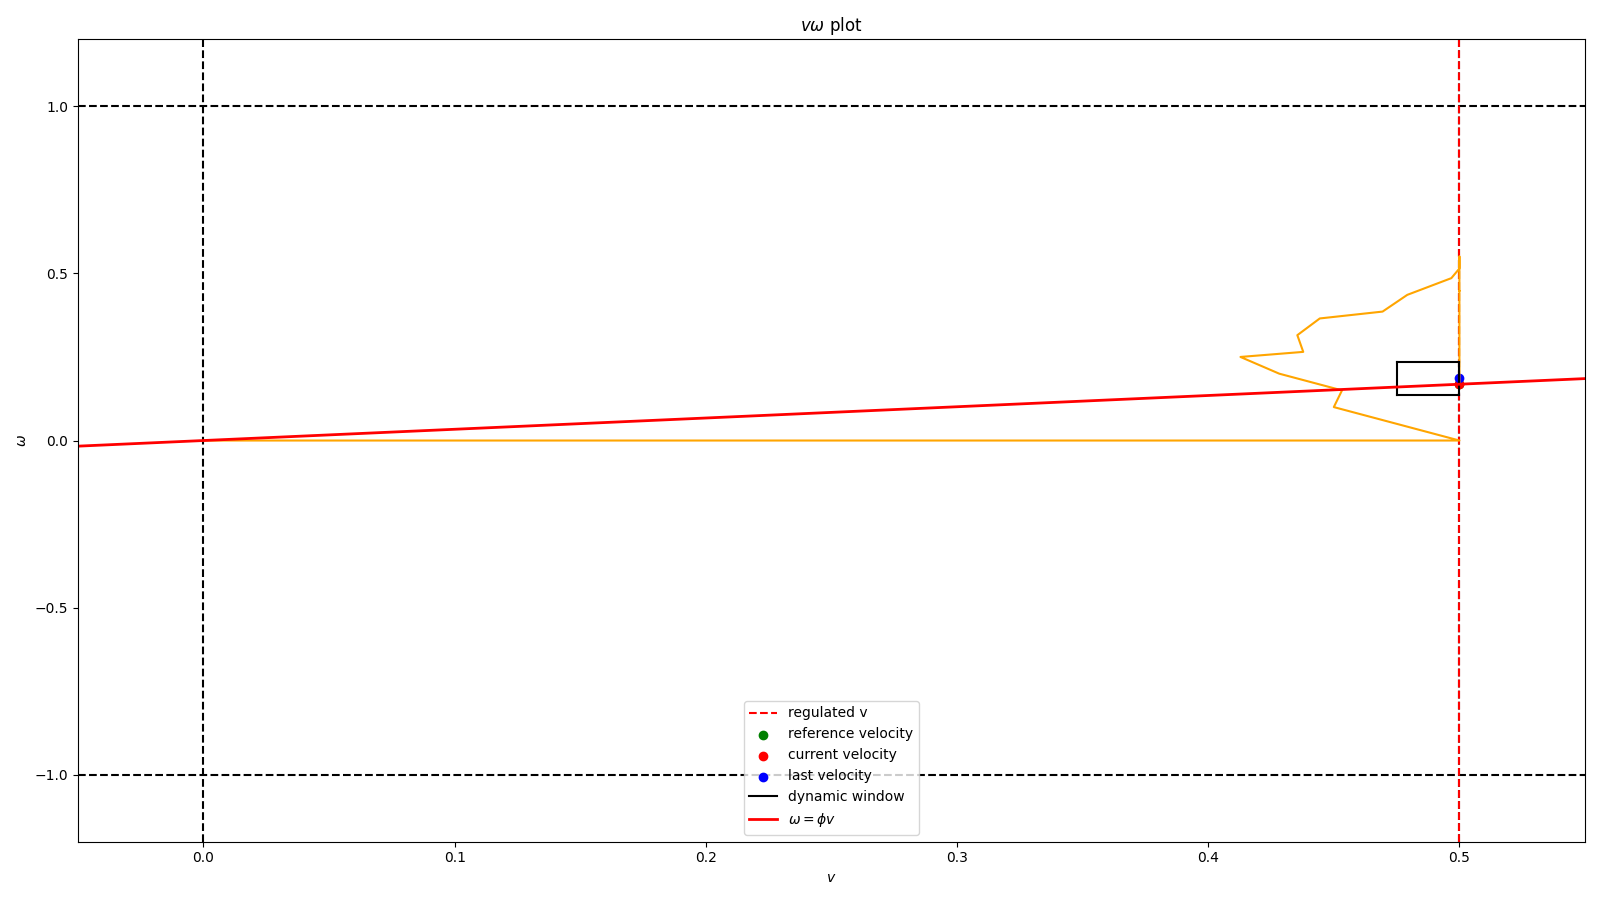 vω plot
1.0
0.5
0.0
−0.5
−1.0
ω
regulated v
reference velocity
current velocity
last velocity
dynamic window
ω = ϕv
0.0 0.1 0.2 0.3 0.4 0.5
v